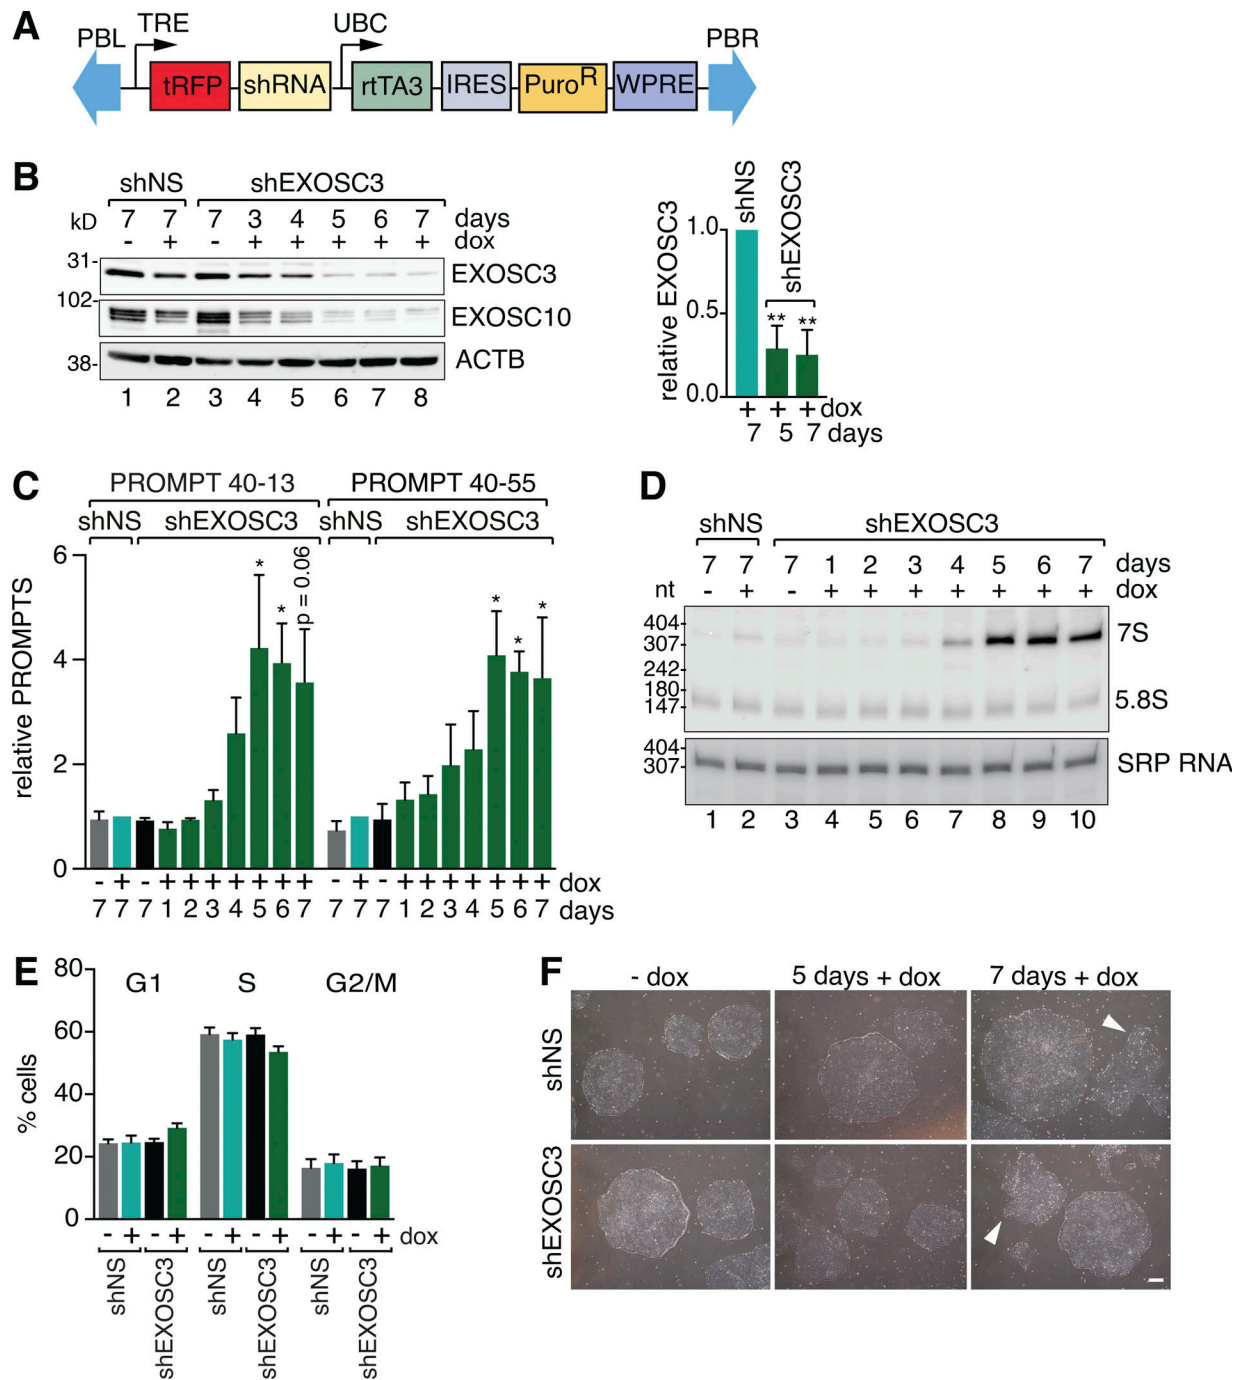 A
PBL TRE UBC PBR
tRFP shRNA rtTA3 IRES Puro^R WPRE
B
shNS shEXOSC3
kD 7 7 7 3 4 5 6 7 days
- + - + + + + + dox
31- EXOSC3
102- EXOSC10
38- ACTB
1 2 3 4 5 6 7 8
relative EXOSC3
1.0
0.5
0.0
shNS
shEXOSC3
** **
+ + + dox
7 5 7 days
C
PROMPT 40-13 PROMPT 40-55
shNS shEXOSC3 shNS shEXOSC3
relative PROMPTS
6
4
2
0
* * p = 0.06 * * *
- + - + + + + + + + - + - + + + + + + + dox
7 7 7 1 2 3 4 5 6 7 7 7 7 1 2 3 4 5 6 7 days
D
shNS shEXOSC3
7 7 7 1 2 3 4 5 6 7 days
nt - + - + + + + + + + dox
404-
307- 7S
242-
180-
147- 5.8S
404-
307- SRP RNA
1 2 3 4 5 6 7 8 9 10
E
% cells
80
60
40
20
0
G1 S G2/M
- + - + - + - + - + - + dox
shNS shEXOSC3 shNS shEXOSC3 shNS shEXOSC3
F
- dox 5 days + dox 7 days + dox
shNS
shEXOSC3